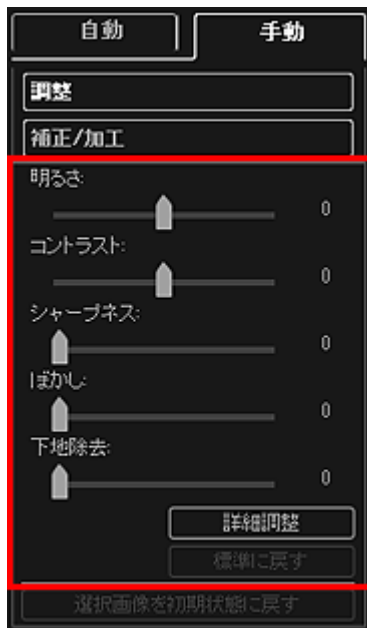 自動
手動
調整
補正/加工
明るさ:
0
コントラスト:
0
シャープネス:
0
ぼかし:
0
下地除去:
0
詳細調整
標準に戻す
選択画像を初期状態に戻す